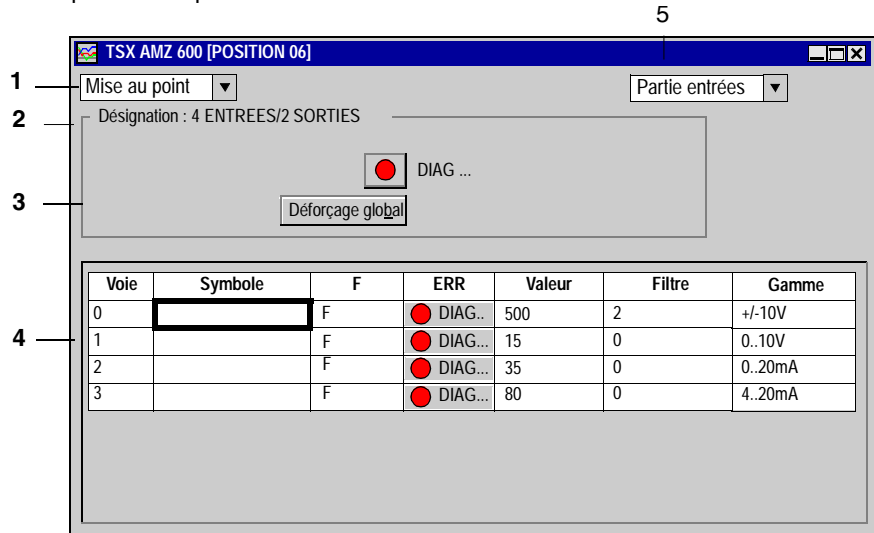 5
TSX AMZ 600 [POSITION 06]
1 Mise au point Partie entrées
2 Désignation : 4 ENTREES/2 SORTIES
DIAG ...
3 Déforçage global
Voie Symbole F ERR Valeur Filtre Gamme
0 F DIAG.. 500 2 +/-10V
4 1 F DIAG... 15 0 0..10V
2 F DIAG... 35 0 0..20mA
3 F DIAG... 80 0 4..20mA